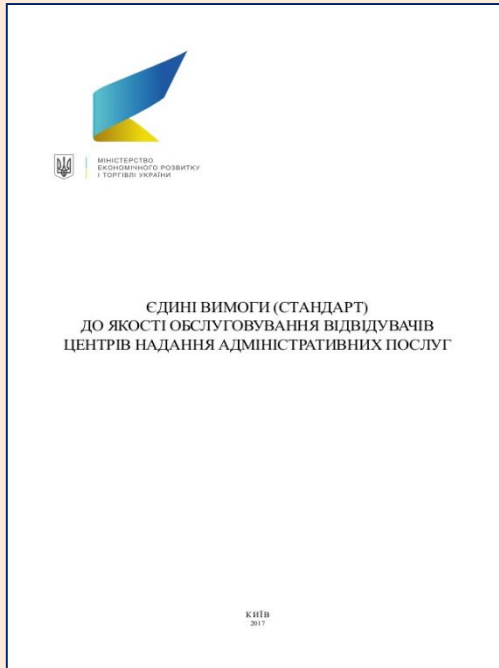 МІНІСТЕРСТВО
ЕКОНОМІЧНОГО РОЗВИТКУ
І ТОРГІВЛІ УКРАЇНИ
ЄДИНІ ВИМОГИ (СТАНДАРТ)
ДО ЯКОСТІ ОБСЛУГОВУВАННЯ ВІДВІДУВАЧІВ
ЦЕНТРІВ НАДАННЯ АДМІНІСТРАТИВНИХ ПОСЛУГ
КИЇВ
2017